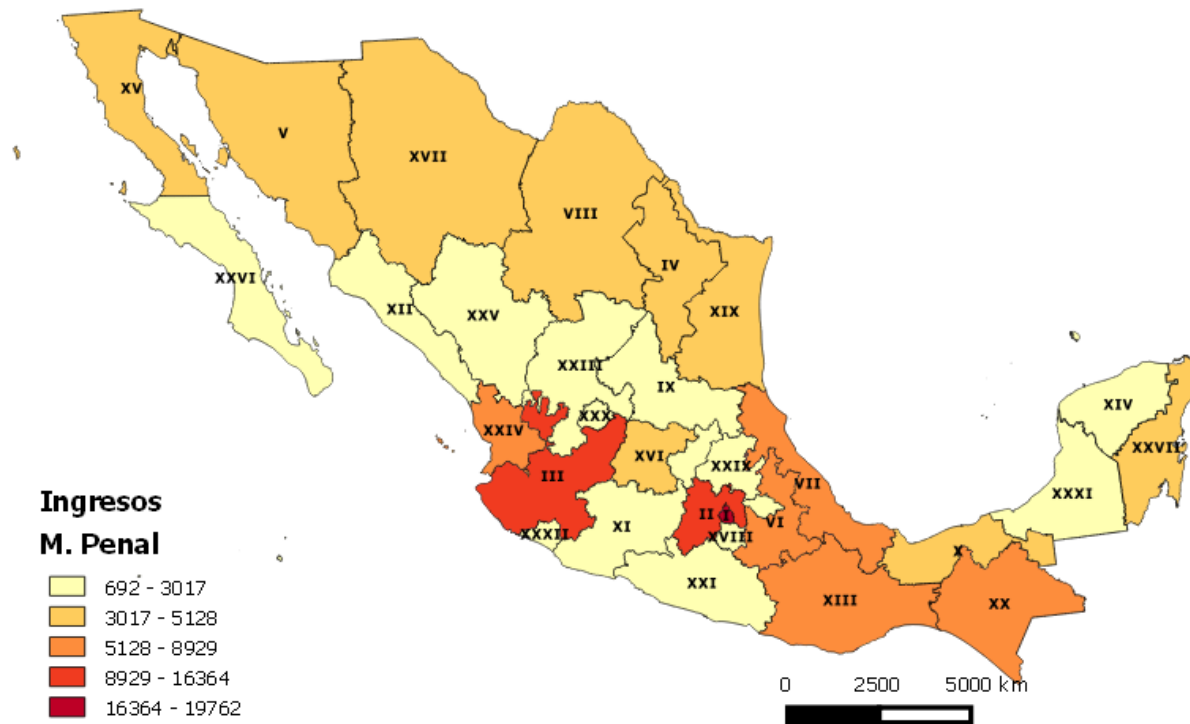 XV
V
XVII
VIII
IV
XXVI
XII
XXV
XIX
XXIII
IX
XXX
XXIV
XVI
XXIX
XIV
XXVII
III
VII
XXXI
II
I
VI
XXXII
XI
XVIII
X
XXI
XIII
XX
Ingresos
M. Penal
692 - 3017
3017 - 5128
5128 - 8929
8929 - 16364
16364 - 19762
0 2500 5000 km